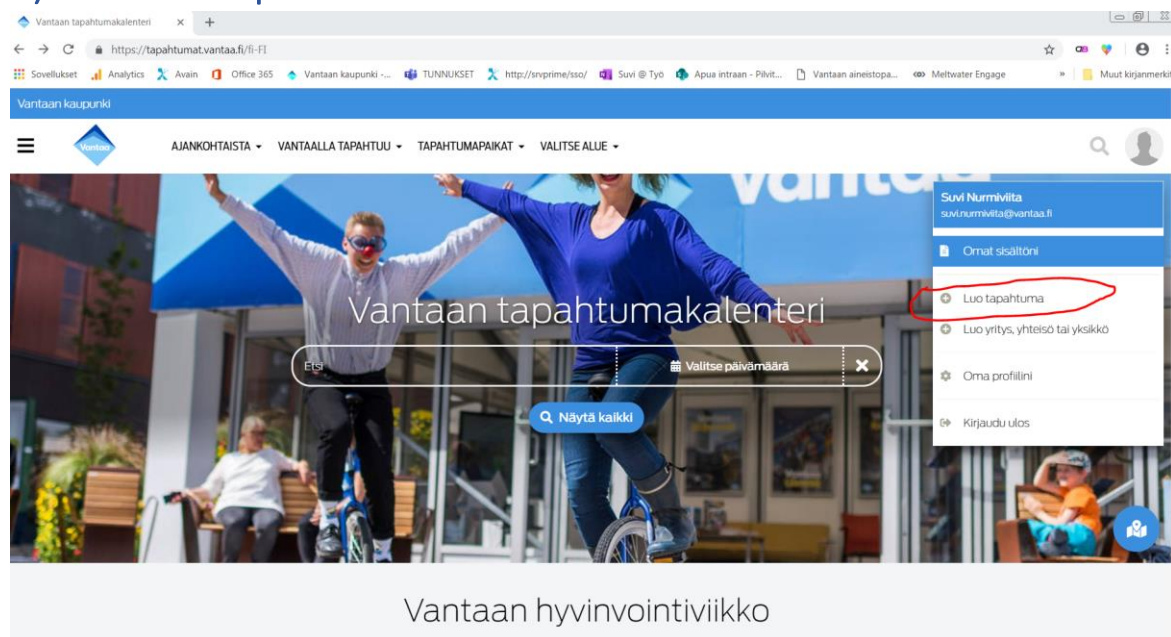 Vantaan tapahtumakalenteri
https://tapahtumat.vantaa.fi/fi-FI
Sovellukset Analytics Avain Office 365 Vantaan kaupunki -... TUNNUKSET http://srvprime/sso/ Suvi @ Työ Apua intraan - Pilvit... Vantaan aineistopa... Meltwater Engage » Muut kirjanmerkit
Vantaan kaupunki
Vantaa AJANKOHTAISTA VANTAALLA TAPAHTUU TAPAHTUMAPAIKAT VALITSE ALUE
Suvi Nurmiviita
suvi.nurmiviita@vantaa.fi
Omat sisältöni
Luo tapahtuma
Luo yritys, yhteisö tai yksikkö
Oma profiilini
Kirjaudu ulos
Vantaan tapahtumakalenteri
Etsi Valitse päivämäärä
Näytä kaikki
Vantaan hyvinvointiviikko